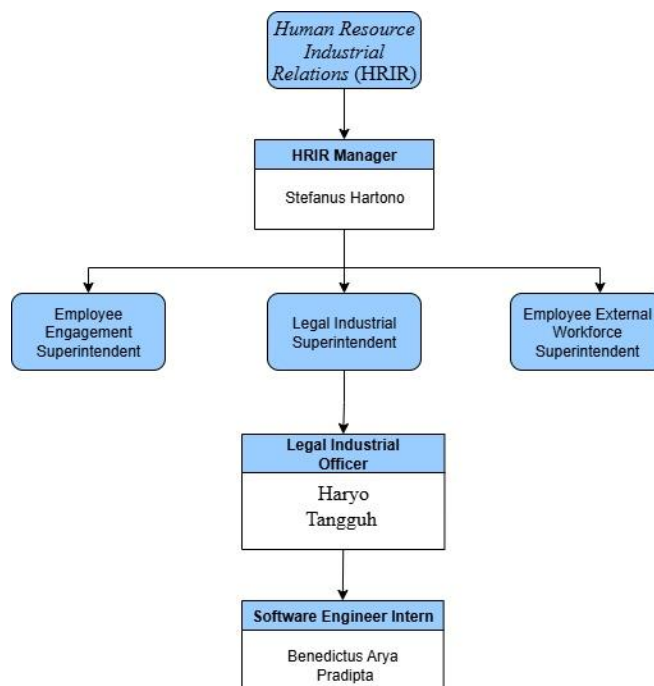 Human Resource
Industrial
Relations (HRIR)
HRIR Manager
Stefanus Hartono
Employee
Engagement
Superintendent
Legal Industrial
Superintendent
Employee External
Workforce
Superintendent
Legal Industrial
Officer
Haryo
Tangguh
Software Engineer Intern
Benedictus Arya
Pradipta